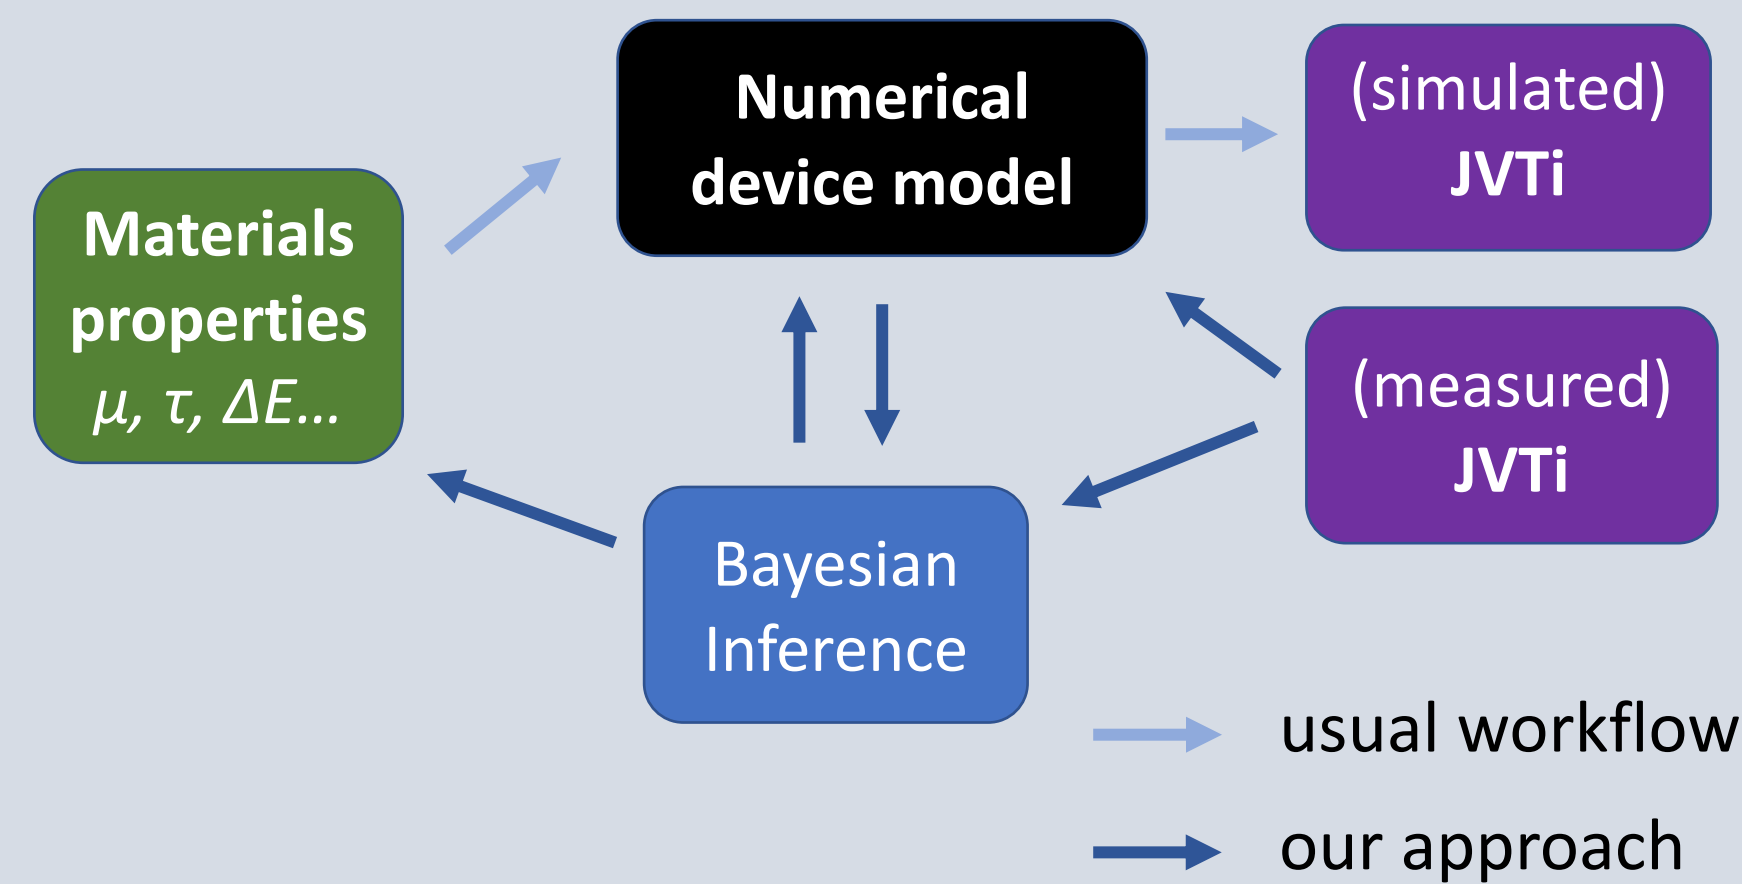 Numerical
device model
(simulated)
JVTi
Materials
properties
μ, τ, ΔE...
(measured)
JVTi
Bayesian
Inference
usual workflow
our approach